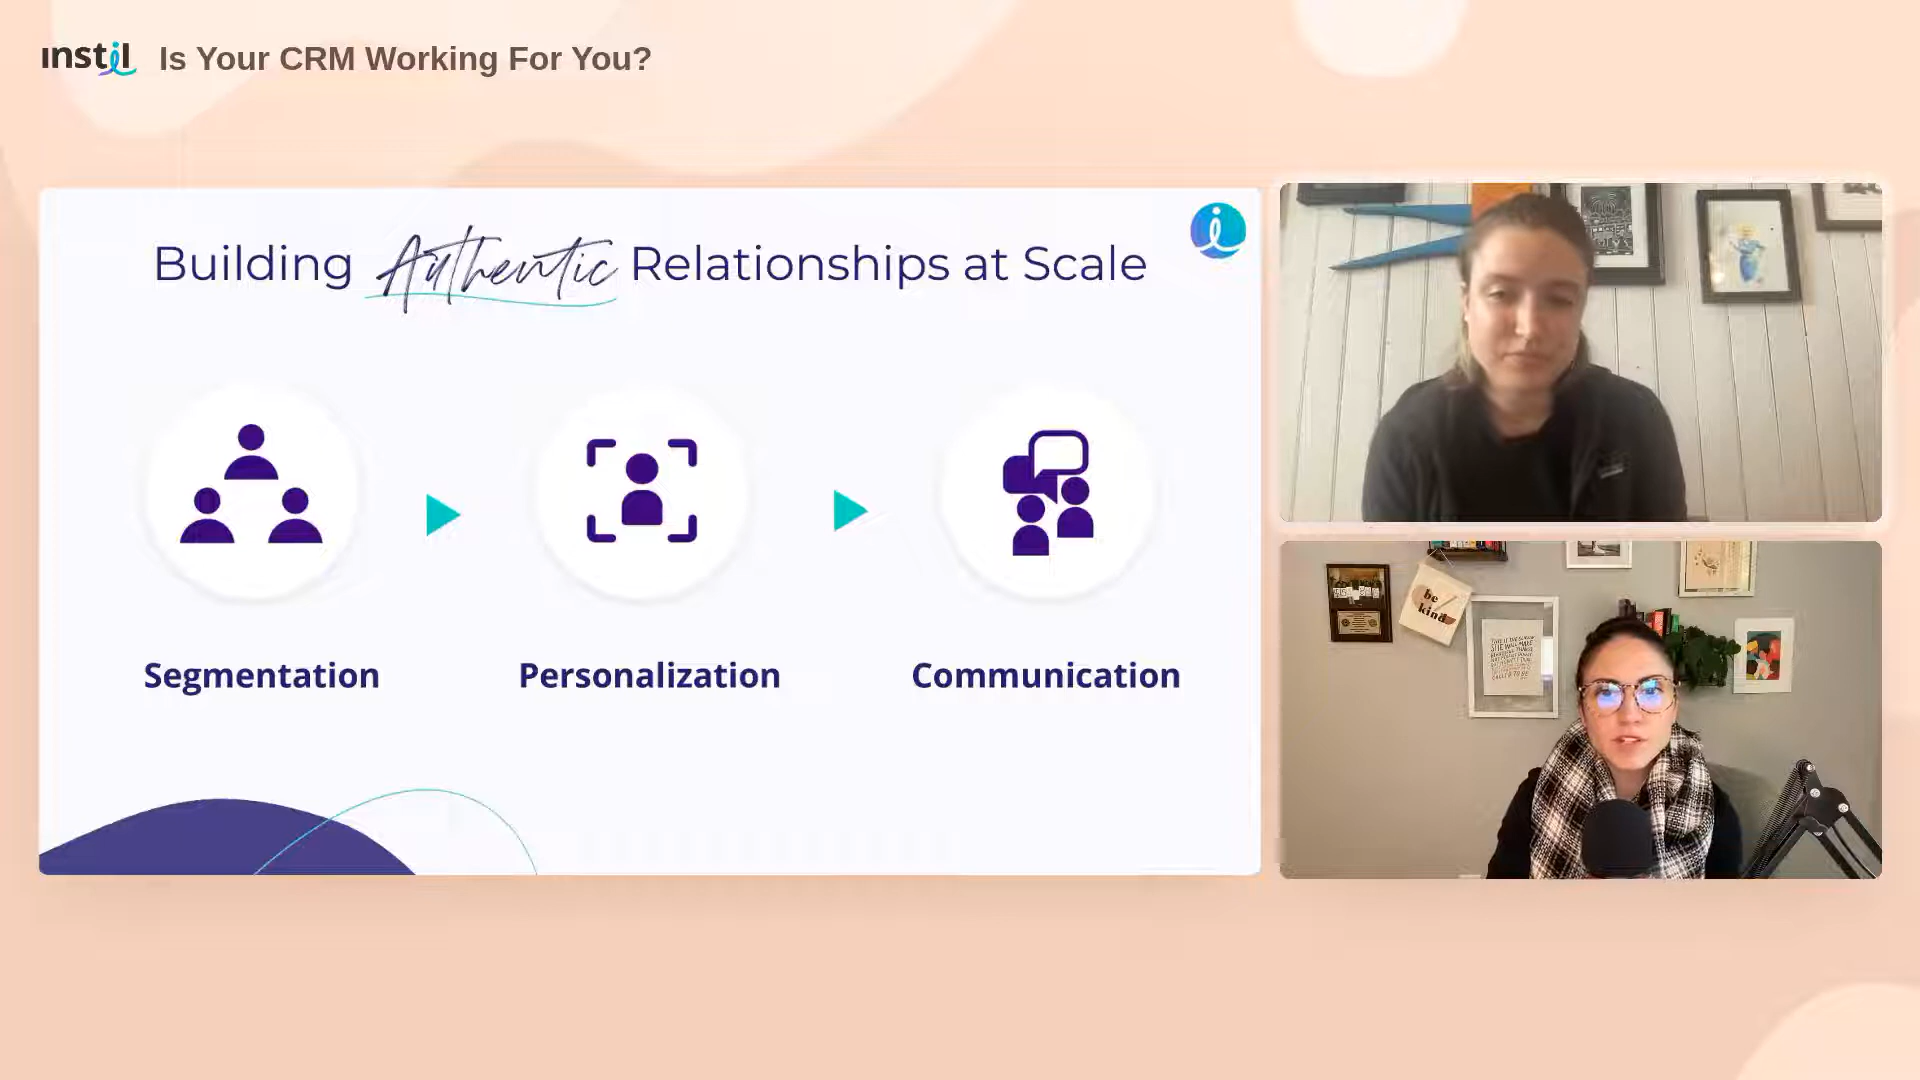 instil Is Your CRM Working For You?
Building Authentic Relationships at Scale
Segmentation
Personalization
Communication
be
kind